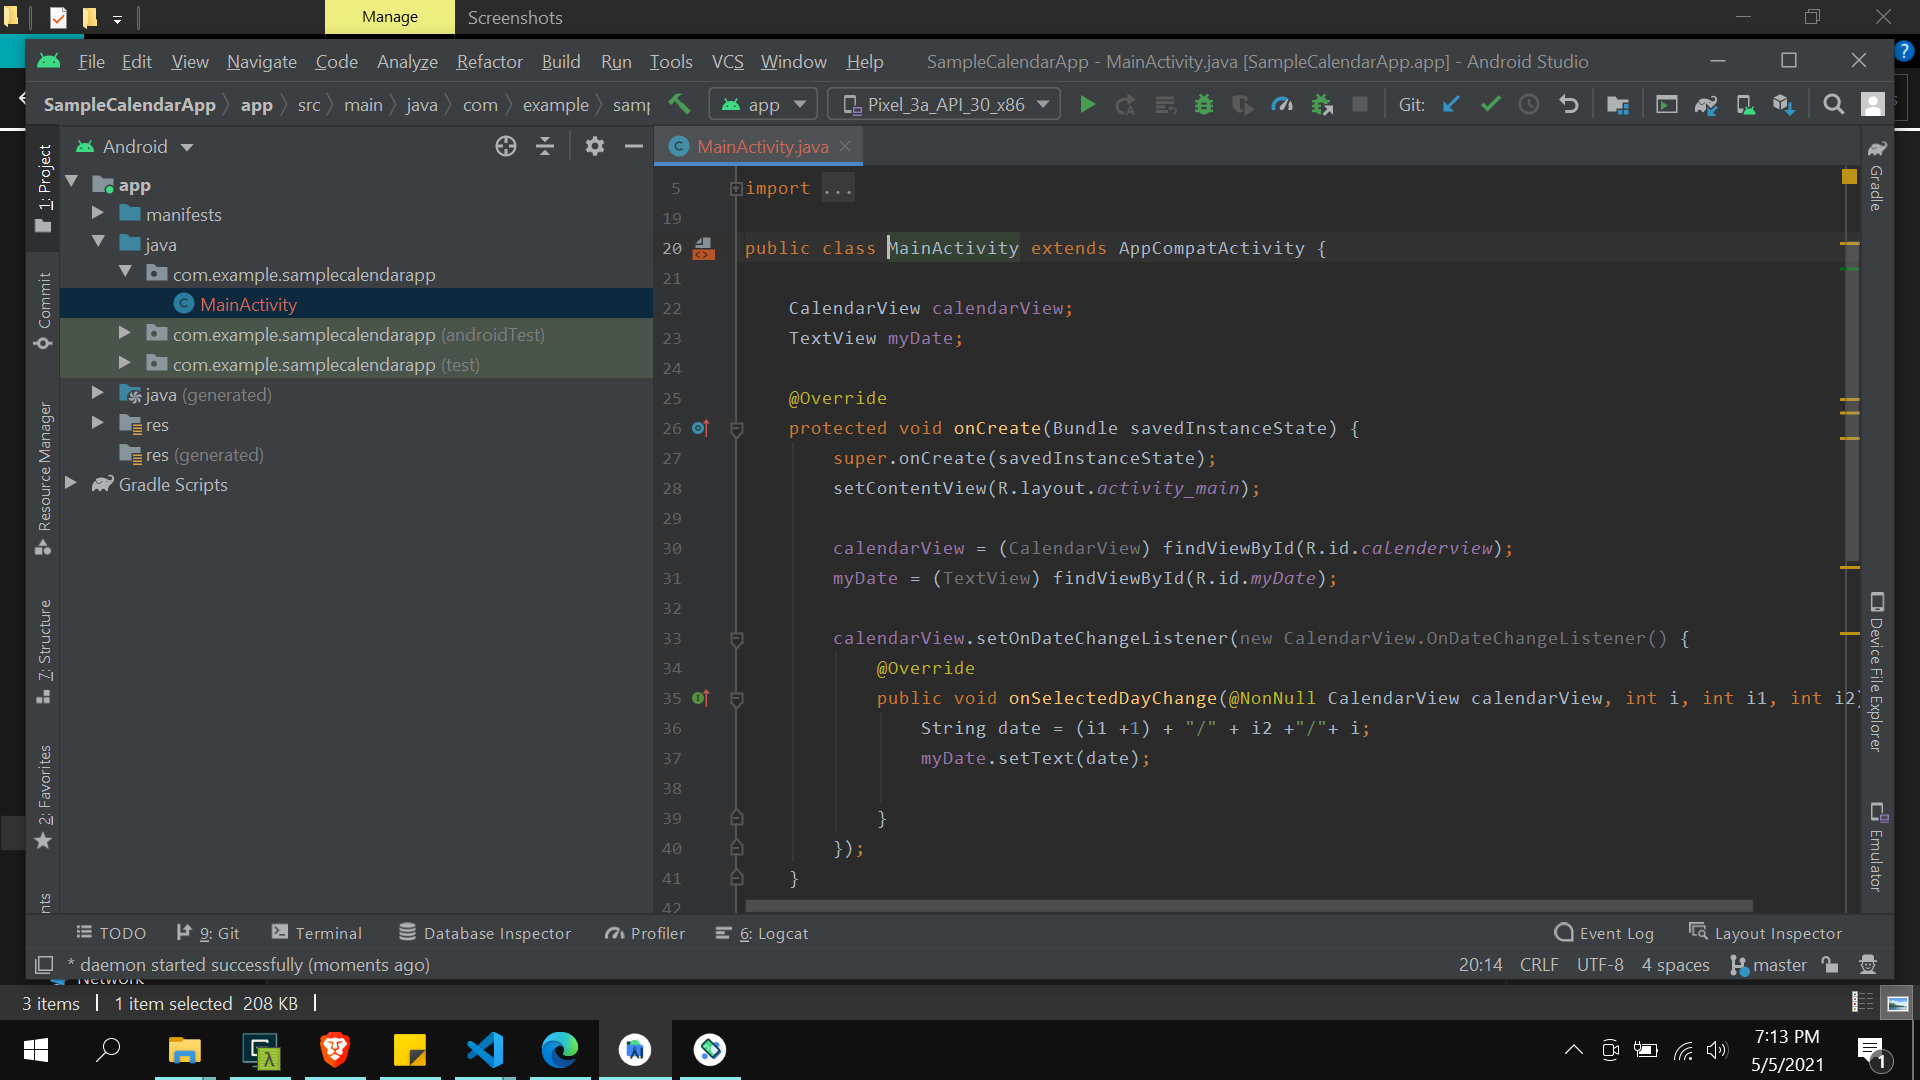 Manage Screenshots
File Edit View Navigate Code Analyze Refactor Build Run Tools VCS Window Help SampleCalendarApp - MainActivity.java [SampleCalendarApp.app] - Android Studio
SampleCalendarApp app src main java com example samp app Pixel_3a_API_30_x86 Git:
Android
MainActivity.java
app
manifests
java
com.example.samplecalendarapp
MainActivity
com.example.samplecalendarapp (androidTest)
com.example.samplecalendarapp (test)
java (generated)
res
res (generated)
Gradle Scripts
1: Project
Commit
Resource Manager
7: Structure
2: Favorites
nts
5 import ...
19
20 public class MainActivity extends AppCompatActivity {
21
22 CalendarView calendarView;
23 TextView myDate;
24
25 @Override
26 protected void onCreate(Bundle savedInstanceState) {
27 super.onCreate(savedInstanceState);
28 setContentView(R.layout.activity_main);
29
30 calendarView = (CalendarView) findViewById(R.id.calenderview);
31 myDate = (TextView) findViewById(R.id.myDate);
32
33 calendarView.setOnDateChangeListener(new CalendarView.OnDateChangeListener() {
34 @Override
35 public void onSelectedDayChange(@NonNull CalendarView calendarView, int i, int i1, int i2)
36 String date = (i1 +1) + "/" + i2 +"/"+ i;
37 myDate.setText(date);
38
39 }
40 });
41 }
42
Gradle
Device File Explorer
Emulator
TODO 9: Git Terminal Database Inspector Profiler 6: Logcat Event Log Layout Inspector
* daemon started successfully (moments ago) 20:14 CRLF UTF-8 4 spaces master
Network
3 items 1 item selected 208 KB
7:13 PM
5/5/2021
1